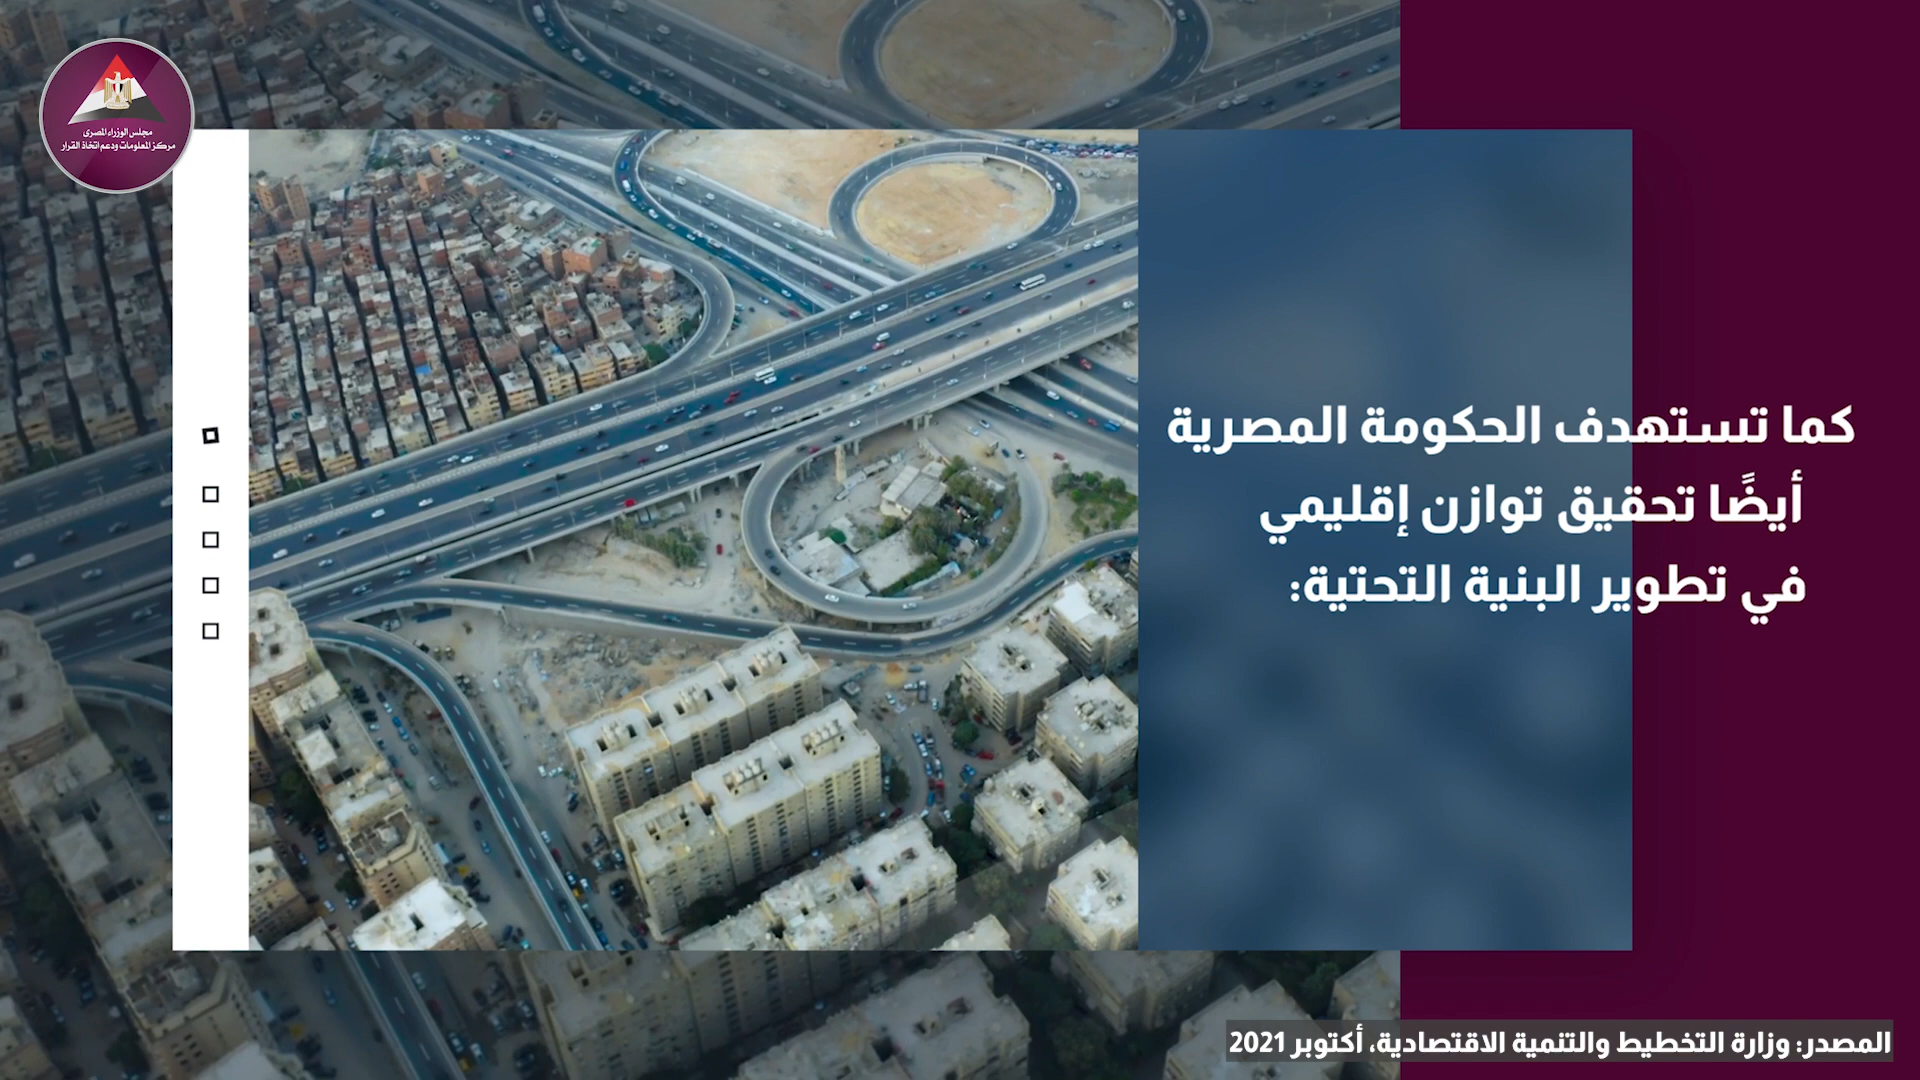 مجلس الوزراء المصرى
مركز المعلومات ودعم اتخاذ القرار
كما تستهدف الحكومة المصرية
أيضًا تحقيق توازن إقليمي
في تطوير البنية التحتية:
المصدر: وزارة التخطيط والتنمية الاقتصادية، أكتوبر 2021